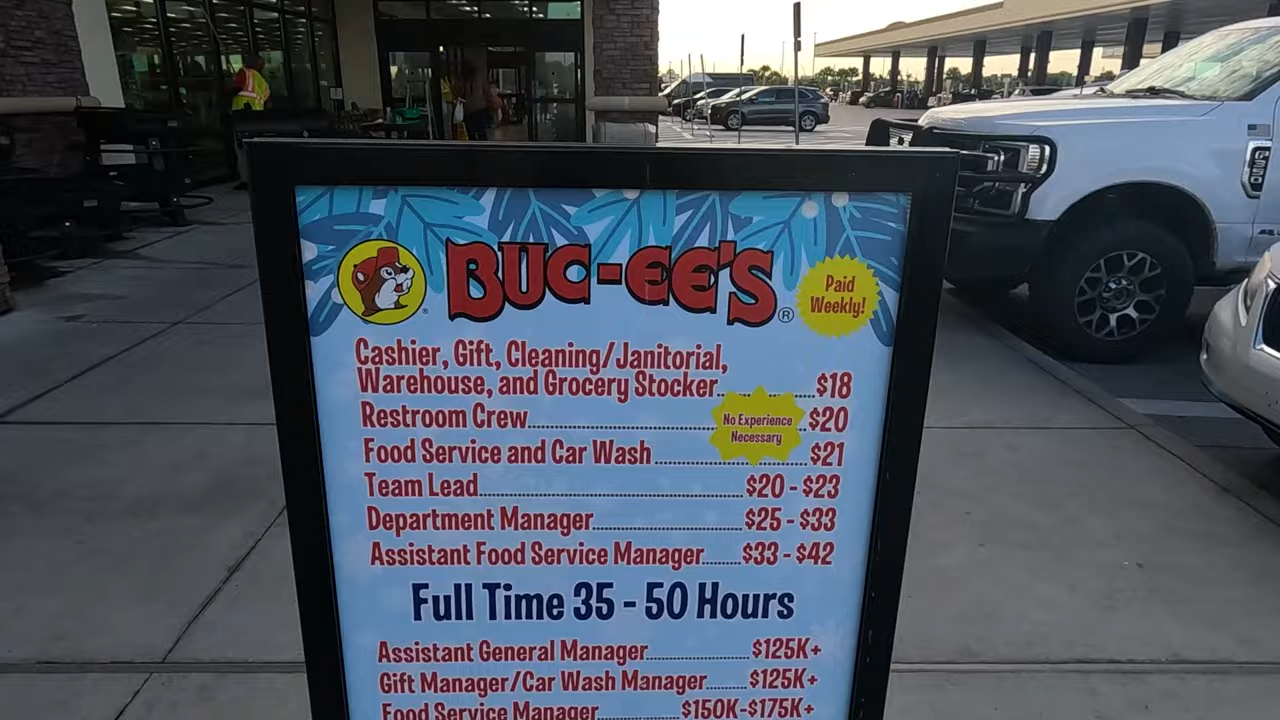 BUC-EE'S ®
®
Paid
Weekly!
Cashier, Gift, Cleaning/Janitorial,
Warehouse, and Grocery Stocker..........$18
Restroom Crew..........$20
No Experience
Necessary
Food Service and Car Wash..........$21
Team Lead..........$20 - $23
Department Manager..........$25 - $33
Assistant Food Service Manager..........$33 - $42
Full Time 35 - 50 Hours
Assistant General Manager..........$125K+
Gift Manager/Car Wash Manager..........$125K+
Food Service Manager..........$150K-$175K+
F350